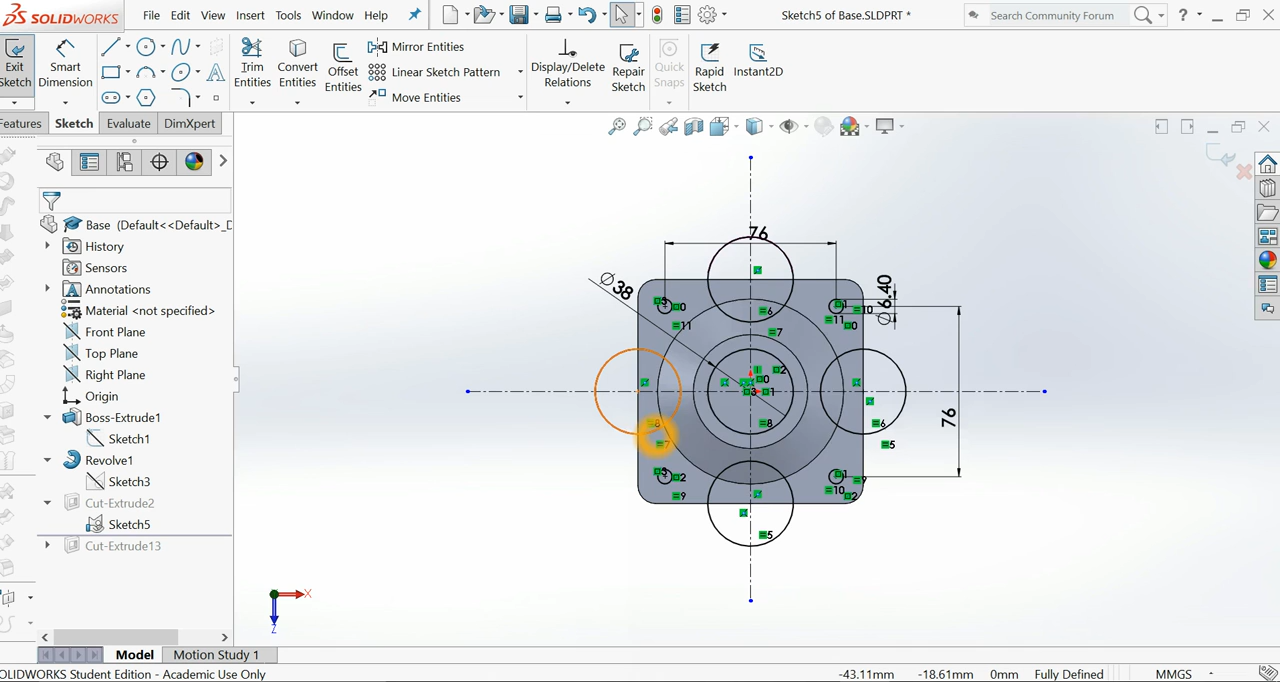 SOLIDWORKS
File Edit View Insert Tools Window Help
Sketch5 of Base.SLDPRT *
Search Community Forum
Exit Sketch
Smart Dimension
Trim Entities
Convert Entities
Offset Entities
Mirror Entities
Linear Sketch Pattern
Move Entities
Display/Delete Relations
Repair Sketch
Quick Snaps
Rapid Sketch
Instant2D
Features Sketch Evaluate DimXpert
Base (Default<<Default>_D
History
Sensors
Annotations
Material <not specified>
Front Plane
Top Plane
Right Plane
Origin
Boss-Extrude1
Sketch1
Revolve1
Sketch3
Cut-Extrude2
Sketch5
Cut-Extrude13
76
Ø38
Ø6.40
76
X
Z
Model Motion Study 1
OLIDWORKS Student Edition - Academic Use Only
-43.11mm -18.61mm 0mm Fully Defined MMGS